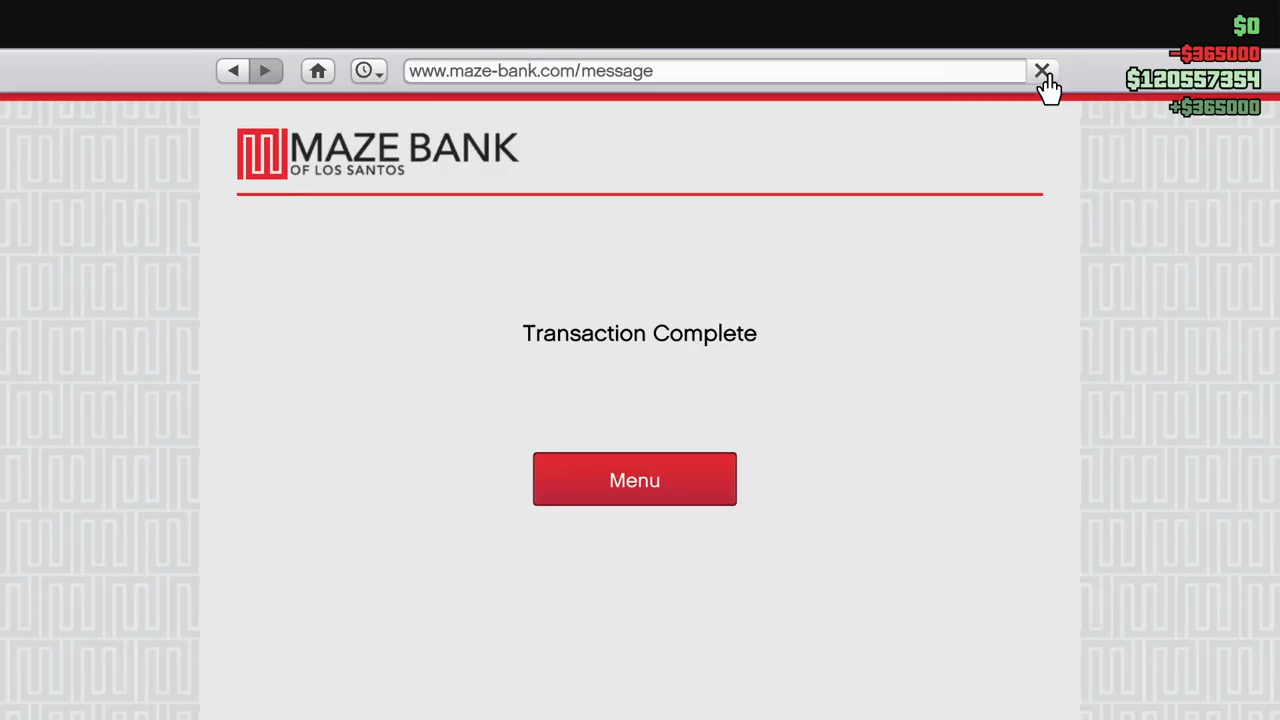 $0
-$365000
www.maze-bank.com/message
$120557354
+$365000
MAZE BANK
OF LOS SANTOS
Transaction Complete
Menu